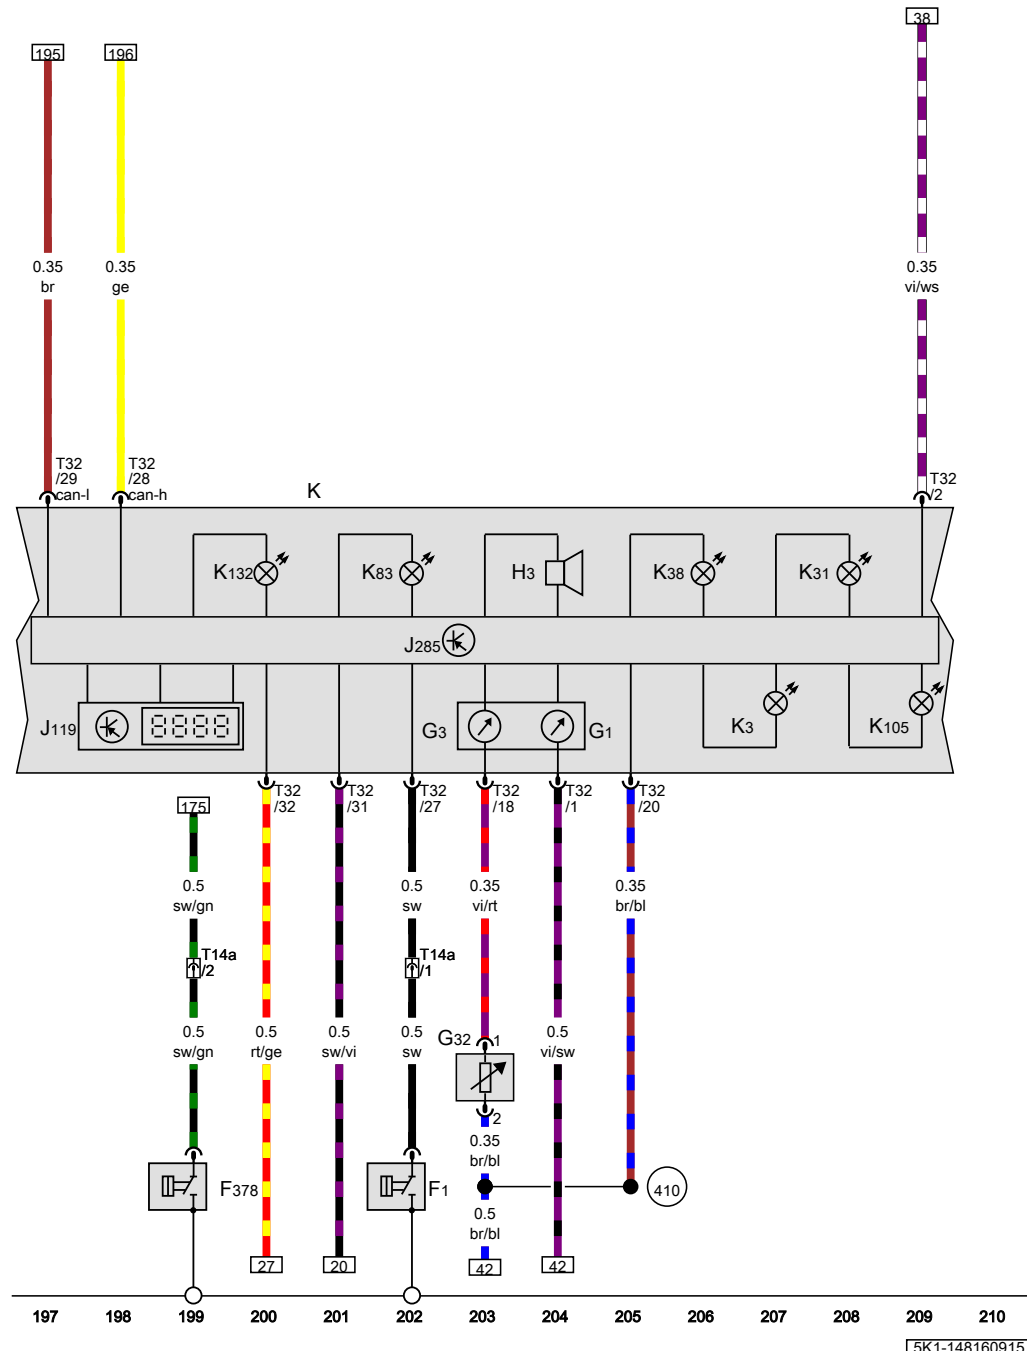 38
195
196
0.35
br
0.35
ge
0.35
vi/ws
T32
/29
can-l
T32
/28
can-h
K
T32
/2
K132
K83
H3
K38
K31
J285
J119
G3
G1
K3
K105
175
T32
/32
T32
/31
T32
/27
T32
/18
T32
/1
T32
/20
0.5
sw/gn
0.5
sw
0.35
vi/rt
0.35
br/bl
T14a
/2
T14a
/1
0.5
sw/gn
0.5
rt/ge
0.5
sw/vi
0.5
sw
G32
1
0.5
vi/sw
2
0.35
br/bl
F378
F1
410
0.5
br/bl
27
20
42
42
197 198 199 200 201 202 203 204 205 206 207 208 209 210
5K1-148160915